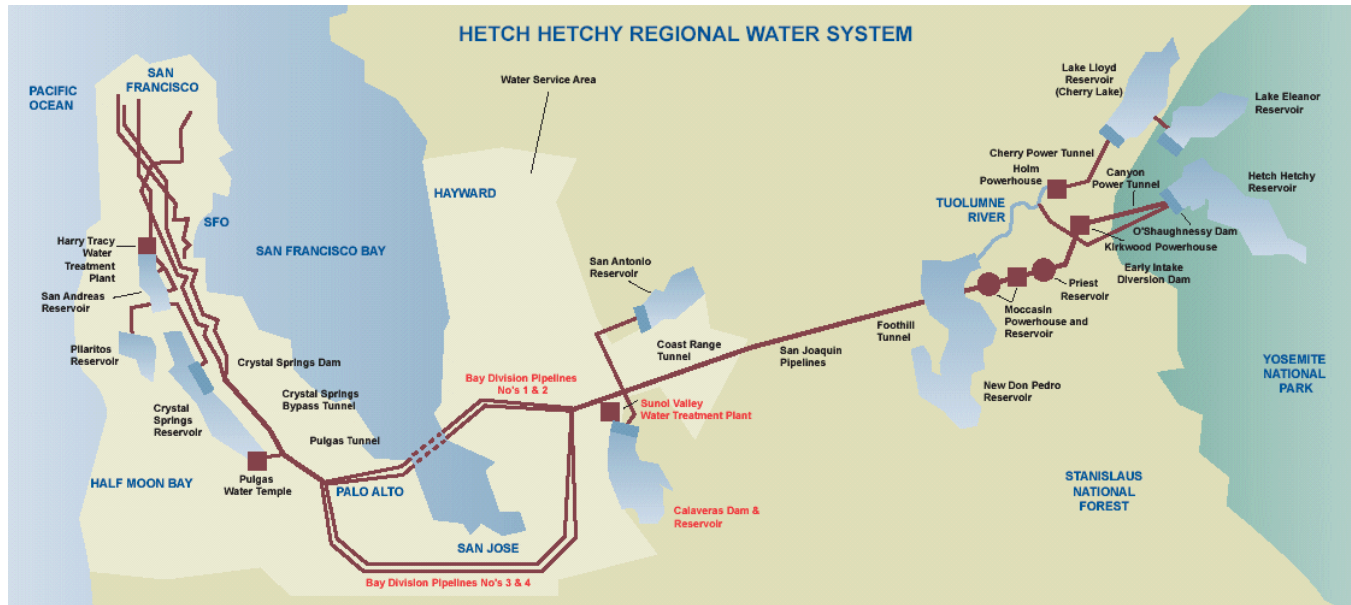 HETCH HETCHY REGIONAL WATER SYSTEM
SAN
FRANCISCO
PACIFIC
OCEAN
Water Service Area
Lake Lloyd
Reservoir
(Cherry Lake)
Lake Eleanor
Reservoir
Cherry Power Tunnel
Holm
Powerhouse
Canyon
Power Tunnel
Hetch Hetchy
Reservoir
HAYWARD
TUOLUMNE
RIVER
SFO
O'Shaughnessy Dam
Kirkwood Powerhouse
Harry Tracy
Water
Treatment
Plant
SAN FRANCISCO BAY
San Antonio
Reservoir
Early Intake
Diversion Dam
Priest
Reservoir
San Andreas
Reservoir
Moccasin
Powerhouse and
Reservoir
Foothill
Tunnel
Pilaritos
Reservoir
Coast Range
Tunnel
San Joaquin
Pipelines
Crystal Springs Dam
YOSEMITE
NATIONAL
PARK
Bay Division Pipelines
No's 1 & 2
New Don Pedro
Reservoir
Crystal Springs
Bypass Tunnel
Sunol Valley
Water Treatment Plant
Crystal
Springs
Reservoir
Pulgas Tunnel
HALF MOON BAY
Pulgas
Water Temple
PALO ALTO
STANISLAUS
NATIONAL
FOREST
Calaveras Dam &
Reservoir
SAN JOSE
Bay Division Pipelines No's 3 & 4